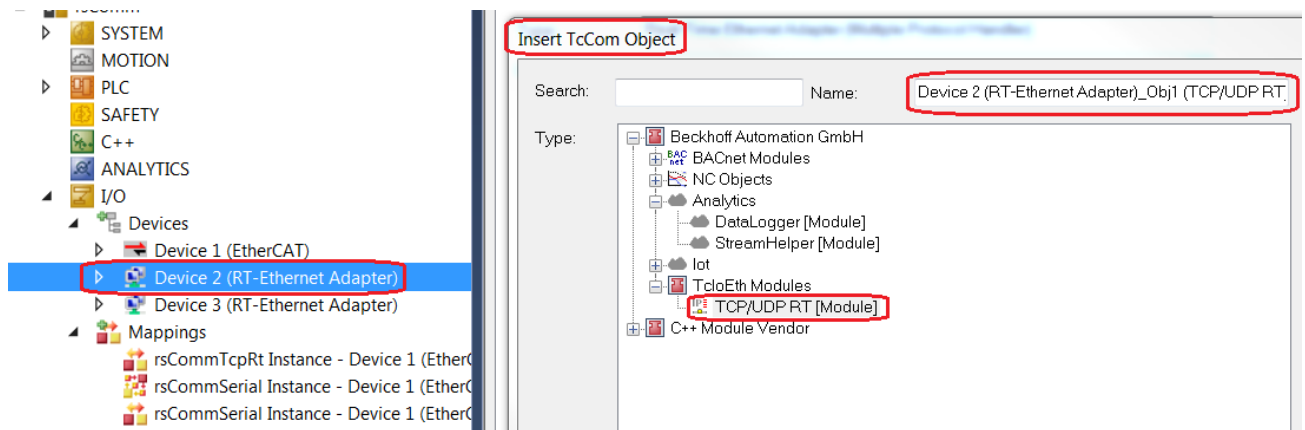 SYSTEM
MOTION
PLC
SAFETY
C++
ANALYTICS
I/O
Devices
Device 1 (EtherCAT)
Device 2 (RT-Ethernet Adapter)
Device 3 (RT-Ethernet Adapter)
Mappings
rsCommTcpRt Instance - Device 1 (Ether
rsCommSerial Instance - Device 1 (Ether
rsCommSerial Instance - Device 1 (Ether
Insert TcCom Object
Search:
Name:
Device 2 (RT-Ethernet Adapter)_Obj1 (TCP/UDP RT
Type:
Beckhoff Automation GmbH
BACnet Modules
NC Objects
Analytics
DataLogger [Module]
StreamHelper [Module]
Iot
TcIoEth Modules
TCP/UDP RT [Module]
C++ Module Vendor